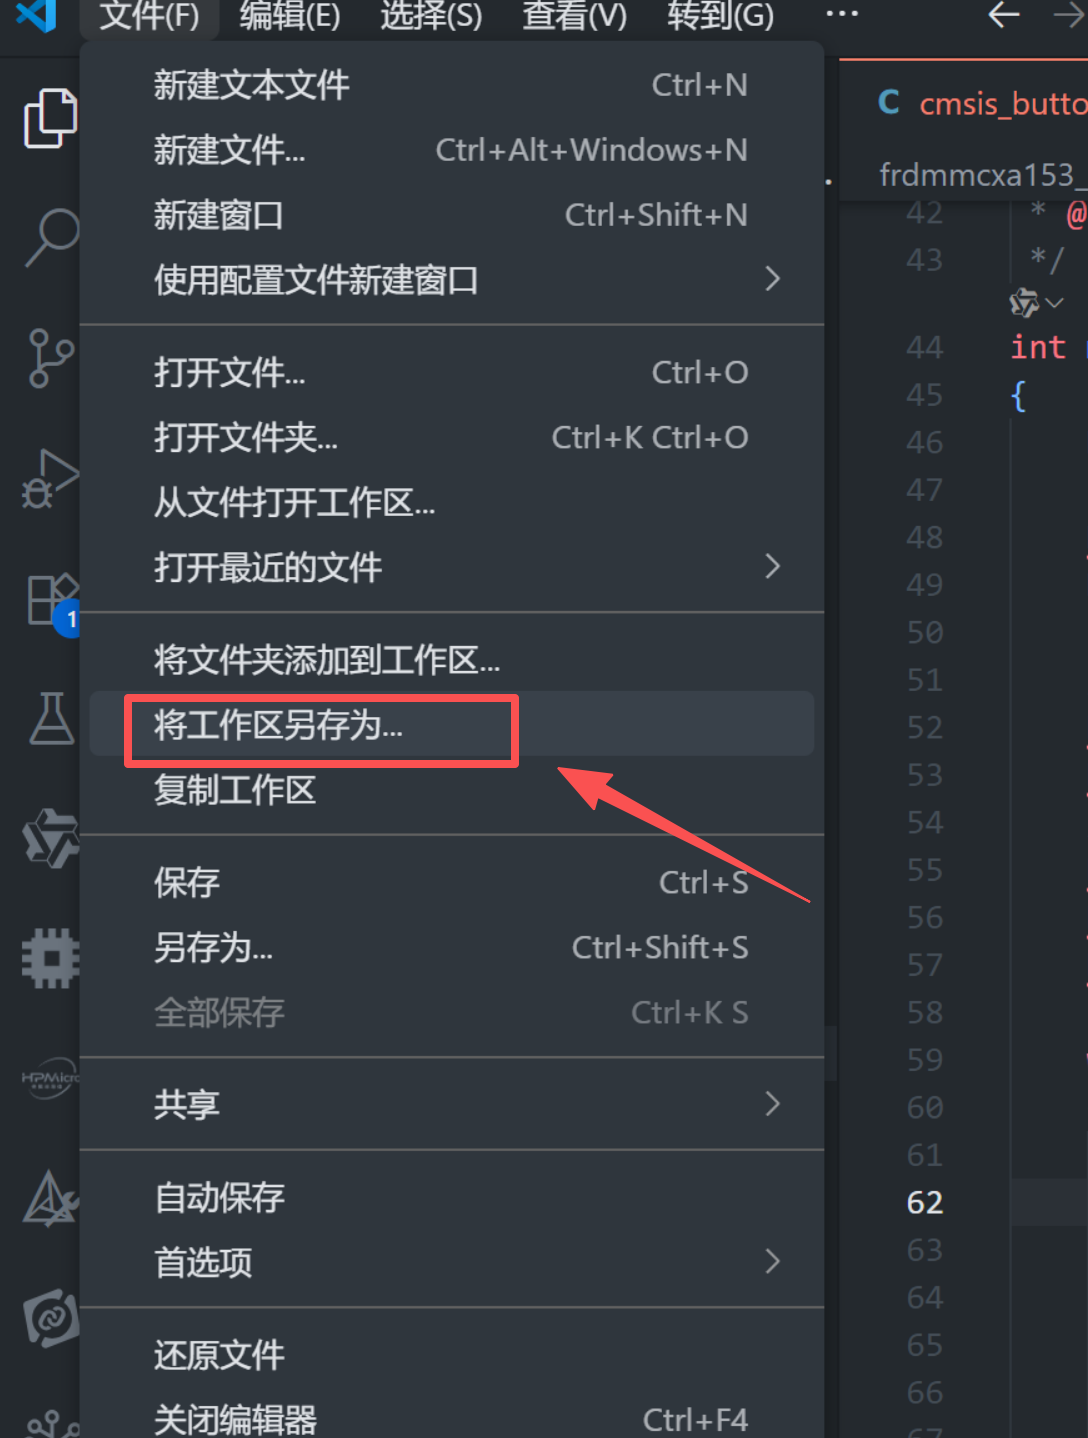 文件(F) 编辑(E) 选择(S) 查看(V) 转到(G) ···
新建文本文件 Ctrl+N
新建文件... Ctrl+Alt+Windows+N
新建窗口 Ctrl+Shift+N
使用配置文件新建窗口
打开文件... Ctrl+O
打开文件夹... Ctrl+K Ctrl+O
从文件打开工作区...
打开最近的文件
将文件夹添加到工作区...
将工作区另存为...
复制工作区
保存 Ctrl+S
另存为... Ctrl+Shift+S
全部保存 Ctrl+K S
共享
自动保存
首选项
还原文件
关闭编辑器 Ctrl+F4
1
HPMicro
C cmsis_butto
frdmmcxa153_
42 * @
43 */
44 int
45 {
46
47
48
49
50
51
52
53
54
55
56
57
58
59
60
61
62
63
64
65
66
67